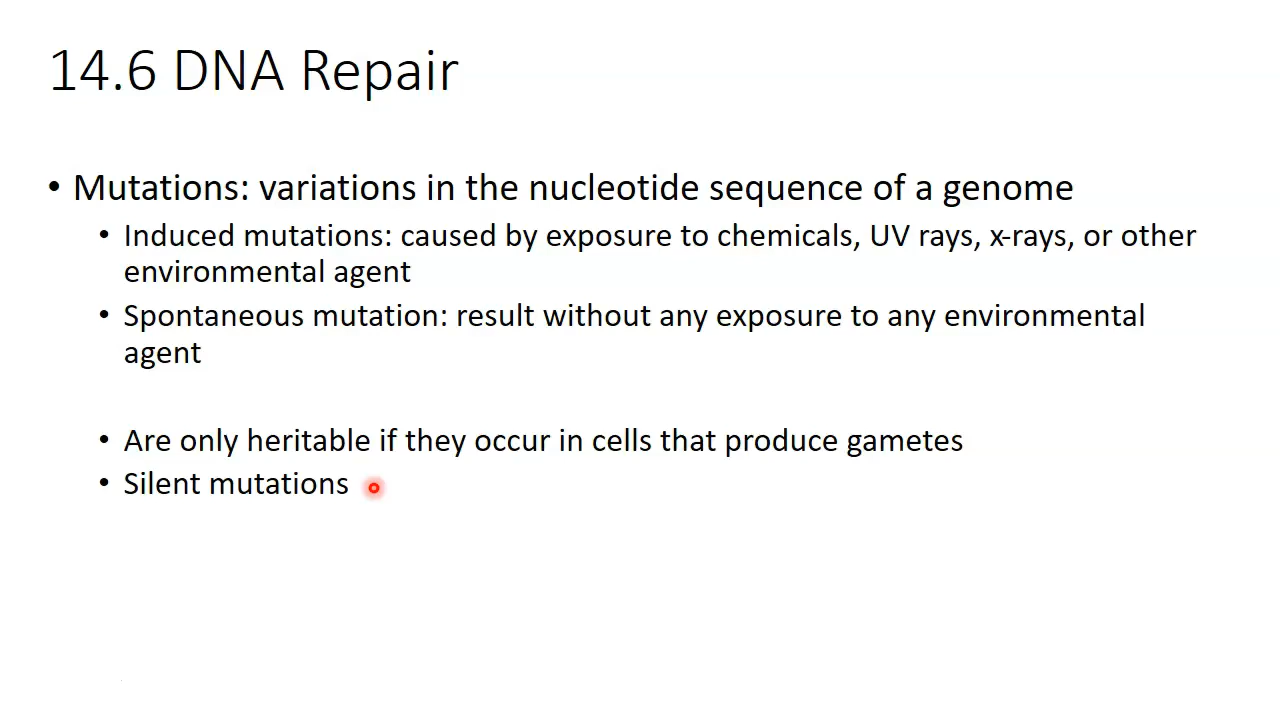 14.6 DNA Repair
• Mutations: variations in the nucleotide sequence of a genome
• Induced mutations: caused by exposure to chemicals, UV rays, x-rays, or other
environmental agent
• Spontaneous mutation: result without any exposure to any environmental
agent
• Are only heritable if they occur in cells that produce gametes
• Silent mutations